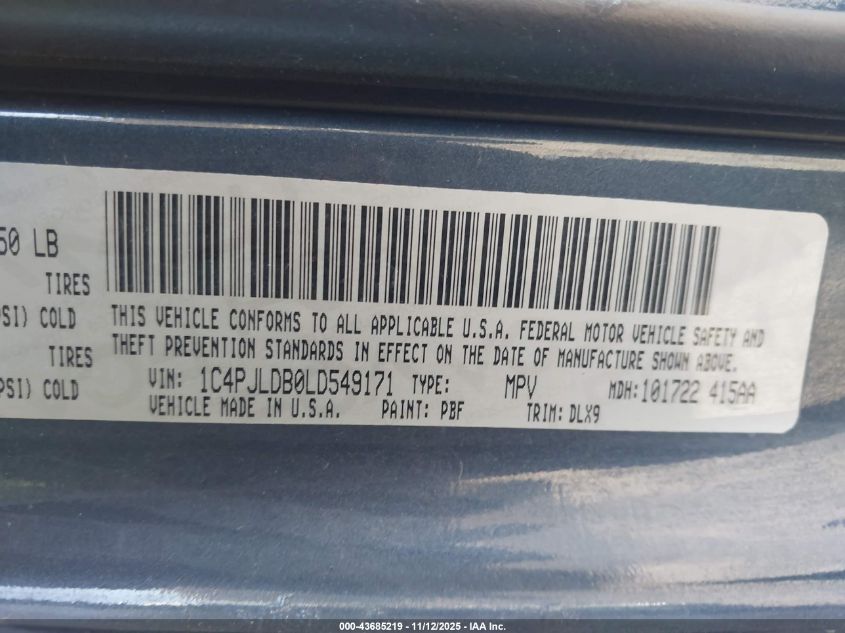 50 LB
TIRES
PSI) COLD
TIRES
PSI) COLD
THIS VEHICLE CONFORMS TO ALL APPLICABLE U.S.A. FEDERAL MOTOR VEHICLE SAFETY AND
THEFT PREVENTION STANDARDS IN EFFECT ON THE DATE OF MANUFACTURE SHOWN ABOVE.
VIN: 1C4PJLDB0LD549171 TYPE: MPV MDH:101722 415AA
VEHICLE MADE IN U.S.A. PAINT: PBF TRIM: DLX9
000-43685219 - 11/12/2025 - IAA Inc.